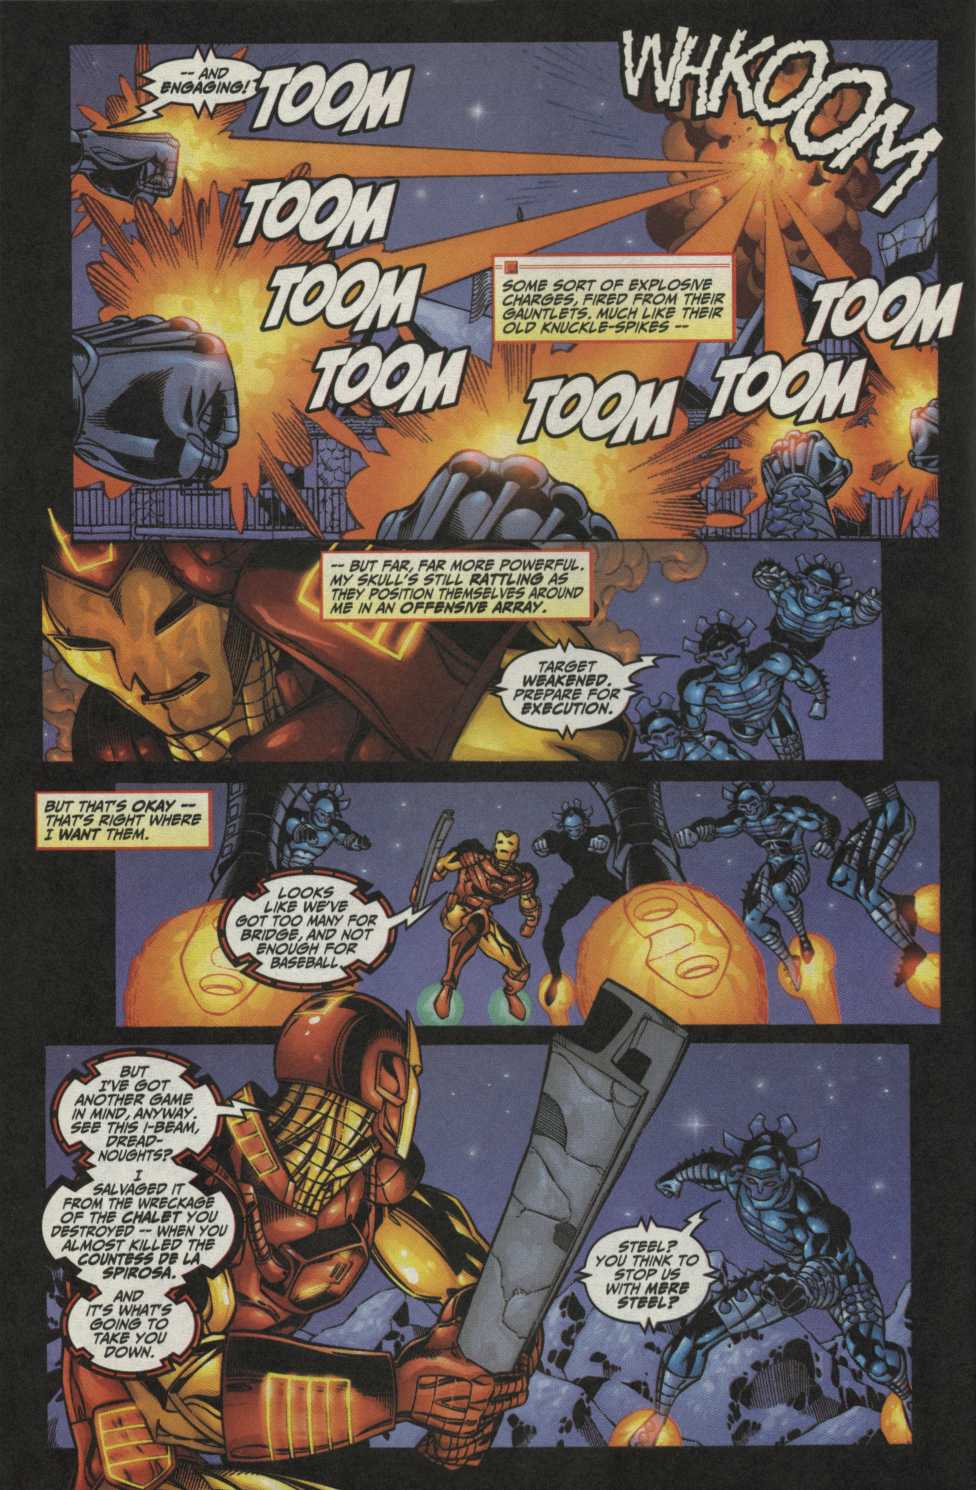 -- AND
ENGAGING!
TOOM
WHKOOM
TOOM
TOOM
TOOM
TOOM
TOOM
TOOM
SOME SORT OF EXPLOSIVE
CHARGES, FIRED FROM THEIR
GAUNTLETS. MUCH LIKE THEIR
OLD KNUCKLE-SPIKES --
-- BUT FAR, FAR MORE POWERFUL.
MY SKULL'S STILL RATTLING AS
THEY POSITION THEMSELVES AROUND
ME IN AN OFFENSIVE ARRAY.
TARGET
WEAKENED.
PREPARE FOR
EXECUTION.
BUT THAT'S OKAY --
THAT'S RIGHT WHERE
I WANT THEM.
LOOKS
LIKE WE'VE
GOT TOO MANY FOR
BRIDGE, AND NOT
ENOUGH FOR
BASEBALL
BUT
I'VE GOT
ANOTHER GAME
IN MIND, ANYWAY.
SEE THIS I-BEAM,
DREAD-
NOUGHTS?
I
SALVAGED IT
FROM THE WRECKAGE
OF THE CHALET YOU
DESTROYED -- WHEN YOU
ALMOST KILLED THE
COUNTESS DE LA
SPIROSA.
AND
IT'S WHAT'S
GOING TO
TAKE YOU
DOWN.
STEEL?
YOU THINK TO
STOP US
WITH MERE
STEEL?